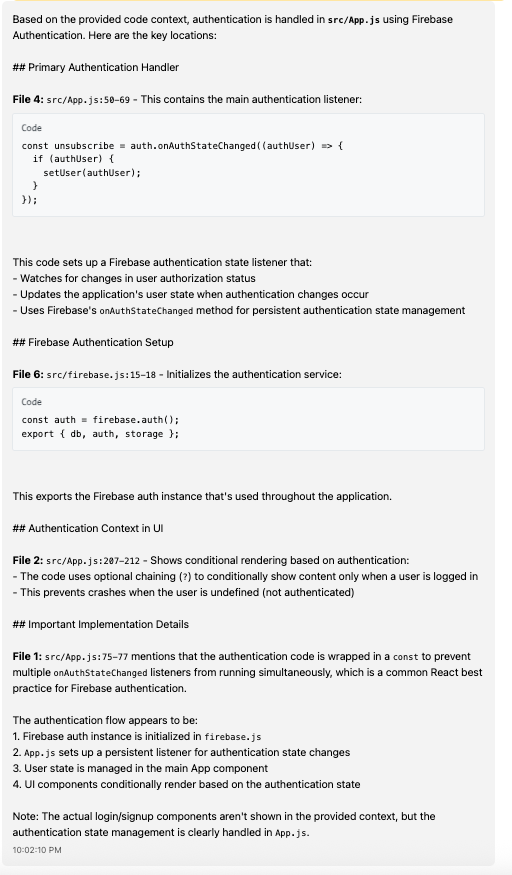 Based on the provided code context, authentication is handled in src/App.js using Firebase
Authentication. Here are the key locations:
## Primary Authentication Handler
File 4: src/App.js:50-69 - This contains the main authentication listener:
Code
const unsubscribe = auth.onAuthStateChanged((authUser) => {
  if (authUser) {
    setUser(authUser);
  }
});
This code sets up a Firebase authentication state listener that:
- Watches for changes in user authorization status
- Updates the application's user state when authentication changes occur
- Uses Firebase's onAuthStateChanged method for persistent authentication state management
## Firebase Authentication Setup
File 6: src/firebase.js:15-18 - Initializes the authentication service:
Code
const auth = firebase.auth();
export { db, auth, storage };
This exports the Firebase auth instance that's used throughout the application.
## Authentication Context in UI
File 2: src/App.js:207-212 - Shows conditional rendering based on authentication:
- The code uses optional chaining (?) to conditionally show content only when a user is logged in
- This prevents crashes when the user is undefined (not authenticated)
## Important Implementation Details
File 1: src/App.js:75-77 mentions that the authentication code is wrapped in a const to prevent
multiple onAuthStateChanged listeners from running simultaneously, which is a common React best
practice for Firebase authentication.
The authentication flow appears to be:
1. Firebase auth instance is initialized in firebase.js
2. App.js sets up a persistent listener for authentication state changes
3. User state is managed in the main App component
4. UI components conditionally render based on the authentication state
Note: The actual login/signup components aren't shown in the provided context, but the
authentication state management is clearly handled in App.js.
10:02:10 PM